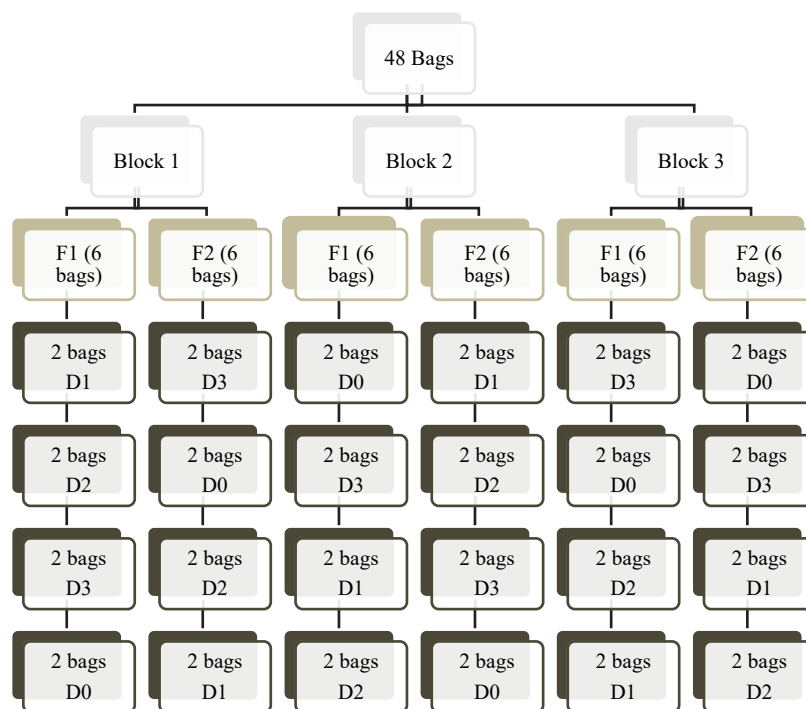 48 Bags
Block 1
Block 2
Block 3
F1 (6
bags)
F2 (6
bags)
F1 (6
bags)
F2 (6
bags)
F1 (6
bags)
F2 (6
bags)
2 bags
D1
2 bags
D3
2 bags
D0
2 bags
D1
2 bags
D3
2 bags
D0
2 bags
D2
2 bags
D0
2 bags
D3
2 bags
D2
2 bags
D0
2 bags
D3
2 bags
D3
2 bags
D2
2 bags
D1
2 bags
D3
2 bags
D2
2 bags
D1
2 bags
D0
2 bags
D1
2 bags
D2
2 bags
D0
2 bags
D1
2 bags
D2